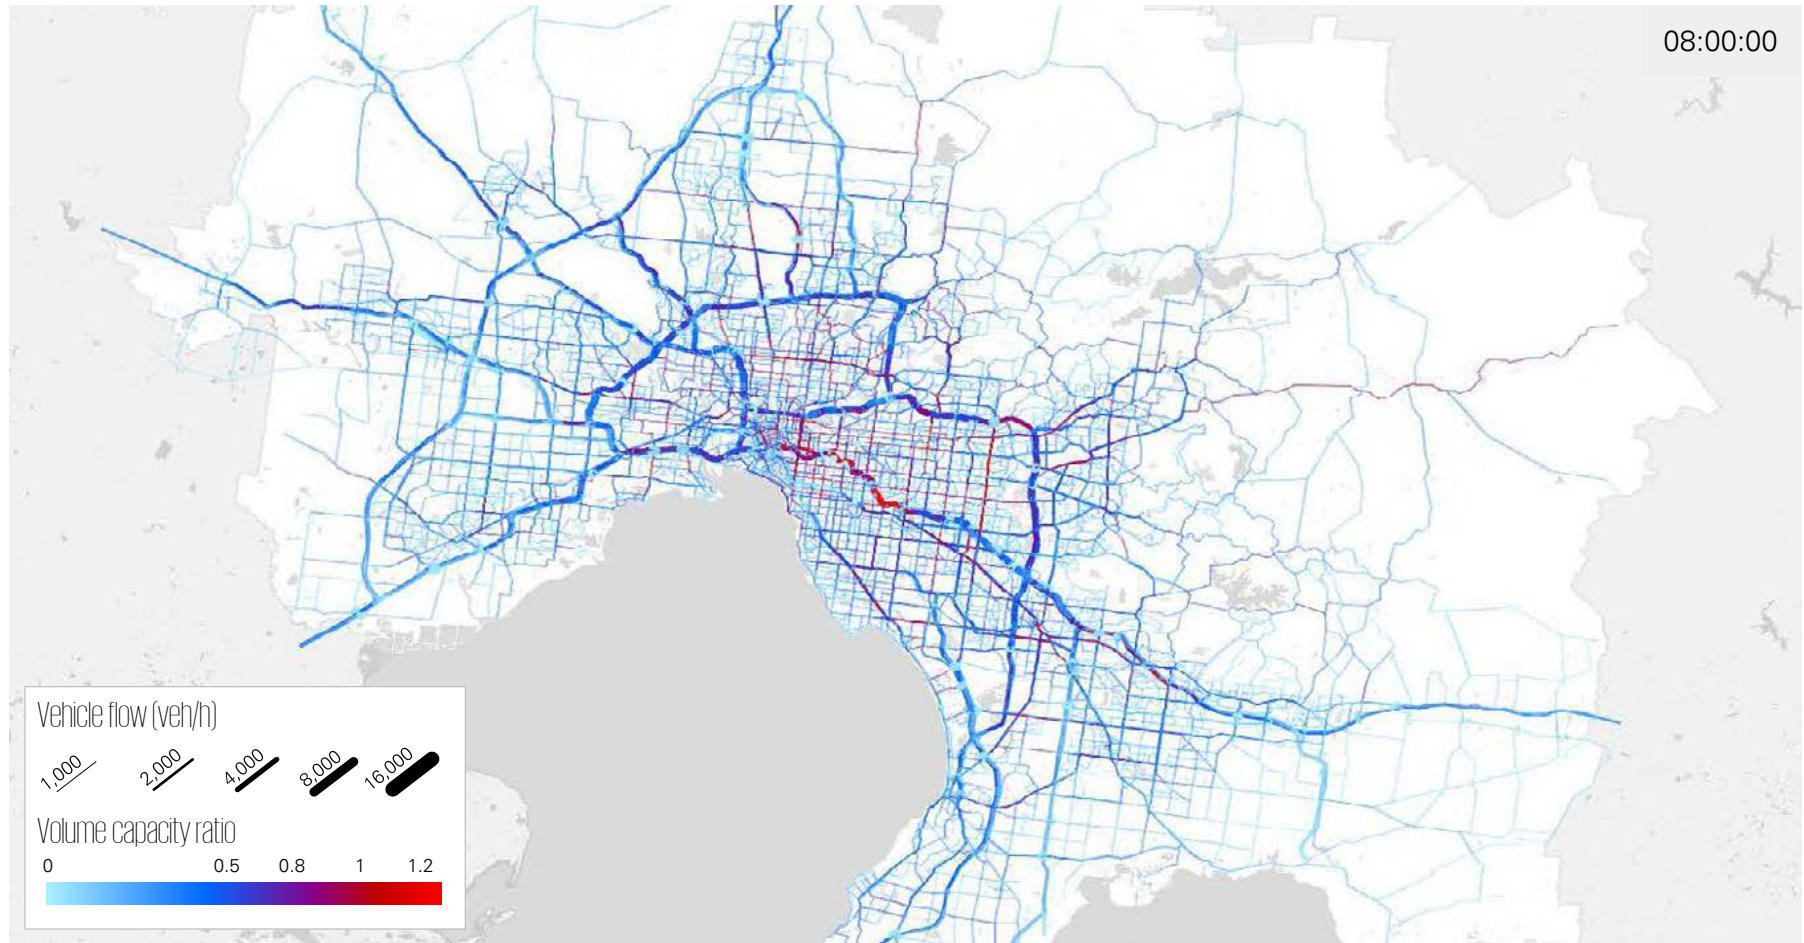 08:00:00
Vehicle flow (veh/h)
1,000 2,000 4,000 8,000 16,000
Volume capacity ratio
0 0.5 0.8 1 1.2